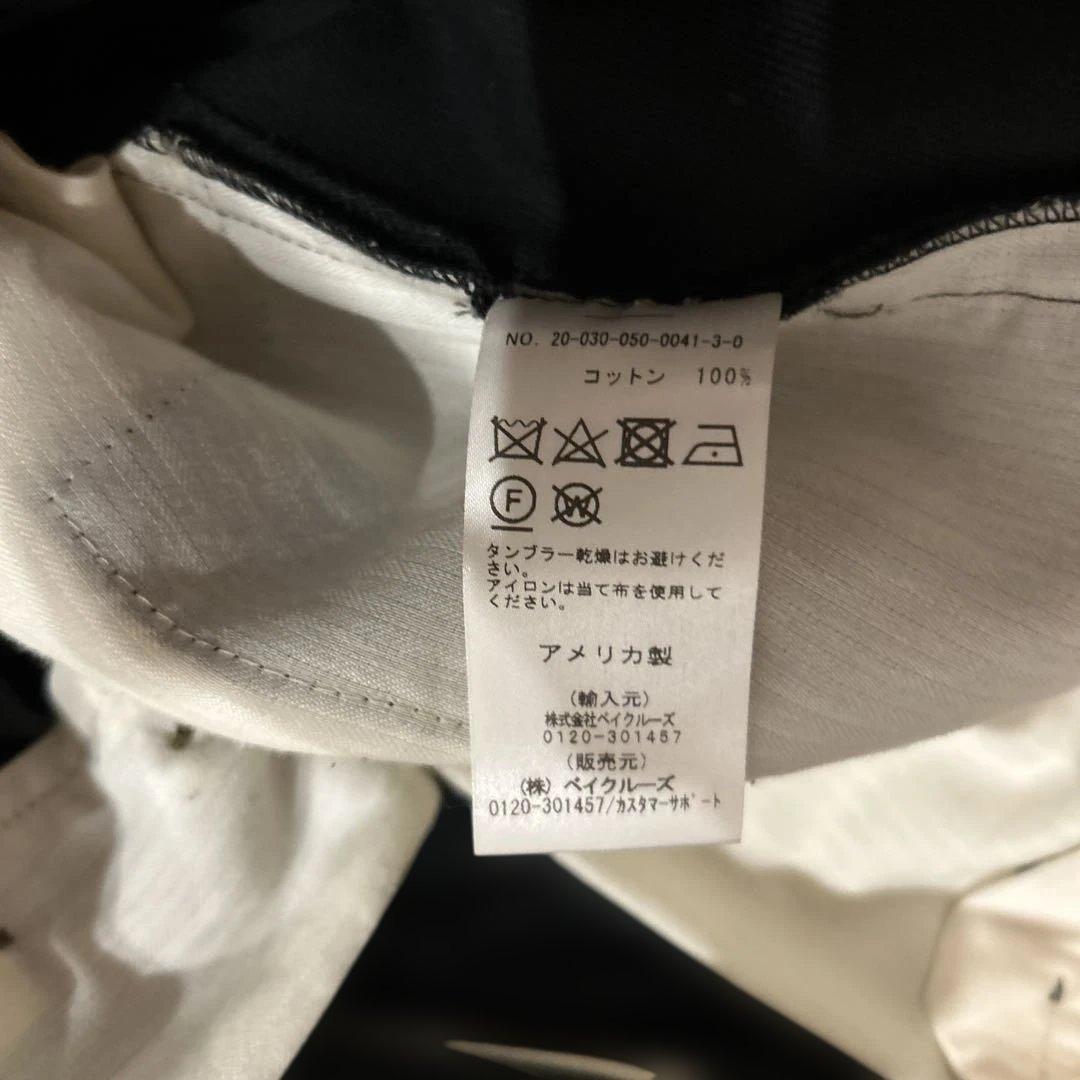 NO. 20-030-050-0041-3-0
コットン 100%
F
W
タンブラー乾燥はお避けくだ
さい。
アイロンは当て布を使用して
ください。
アメリカ製
(輸入元)
株式会社ベイクルーズ
0120-301457
(販売元)
(株) ベイクルーズ
0120-301457/カスタマーサポート